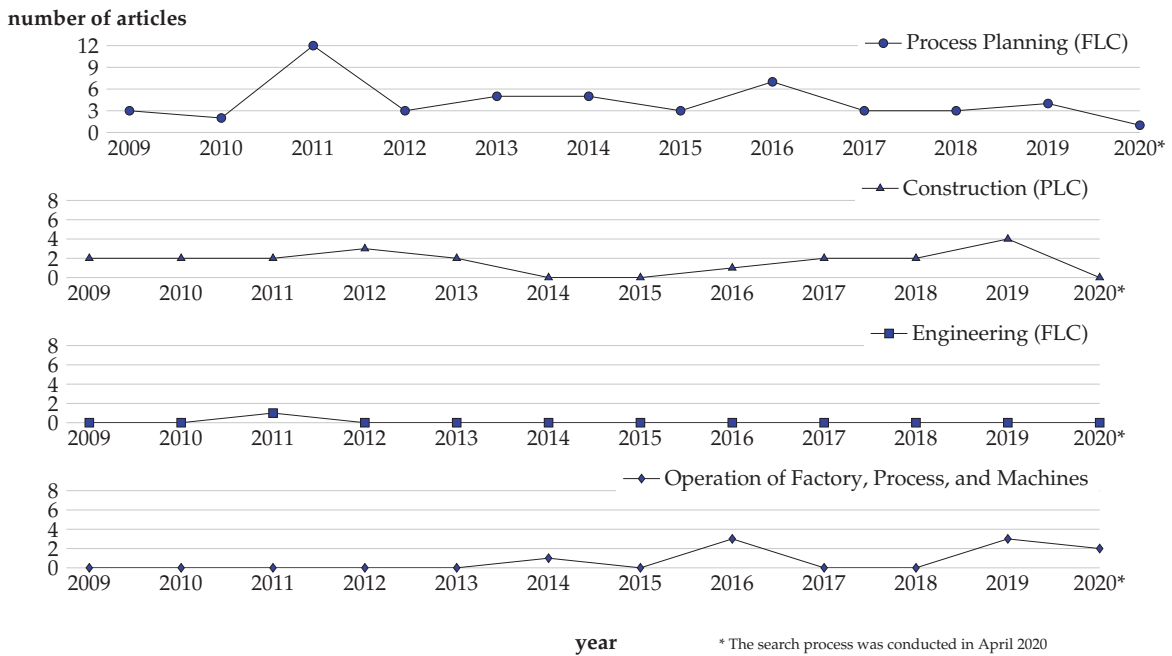 number of articles
Process Planning (FLC)
12
9
6
3
0
2009 2010 2011 2012 2013 2014 2015 2016 2017 2018 2019 2020*
Construction (PLC)
8
6
4
2
0
2009 2010 2011 2012 2013 2014 2015 2016 2017 2018 2019 2020*
Engineering (FLC)
8
6
4
2
0
2009 2010 2011 2012 2013 2014 2015 2016 2017 2018 2019 2020*
Operation of Factory, Process, and Machines
8
6
4
2
0
2009 2010 2011 2012 2013 2014 2015 2016 2017 2018 2019 2020*
year
* The search process was conducted in April 2020